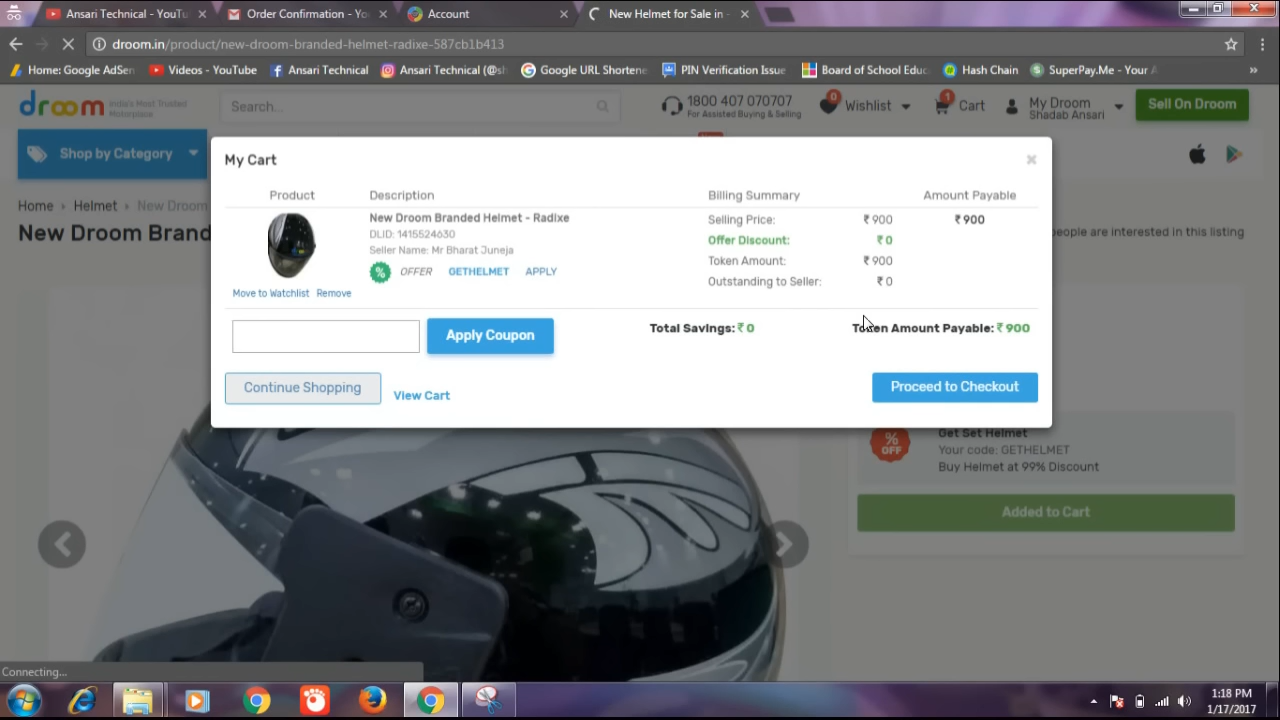 Ansari Technical - YouTu
Order Confirmation - Yo
Account
New Helmet for Sale in -
droom.in/product/new-droom-branded-helmet-radixe-587cb1b413
Home: Google AdSen
Videos - YouTube
Ansari Technical
Ansari Technical (@sh
Google URL Shortene
PIN Verification Issue
Board of School Educ
Hash Chain
SuperPay.Me - Your A
»
droom
India's Most Trusted
Motorplace
Search...
1800 407 070707
For Assisted Buying & Selling
0
Wishlist
1
Cart
My Droom
Shadab Ansari
Sell On Droom
Shop by Category
Home › Helmet › New Droom
New Droom Brand
people are interested in this listing
My Cart
×
Product Description Billing Summary Amount Payable
New Droom Branded Helmet - Radixe
DLID: 1415524630
Seller Name: Mr Bharat Juneja
% OFFER GETHELMET APPLY
Move to Watchlist Remove
Selling Price: ₹ 900 ₹ 900
Offer Discount: ₹ 0
Token Amount: ₹ 900
Outstanding to Seller: ₹ 0
Apply Coupon
Total Savings: ₹ 0
Token Amount Payable: ₹ 900
Continue Shopping
View Cart
Proceed to Checkout
% OFF
Get Set Helmet
Your code: GETHELMET
Buy Helmet at 99% Discount
Added to Cart
Connecting...
1:18 PM
1/17/2017